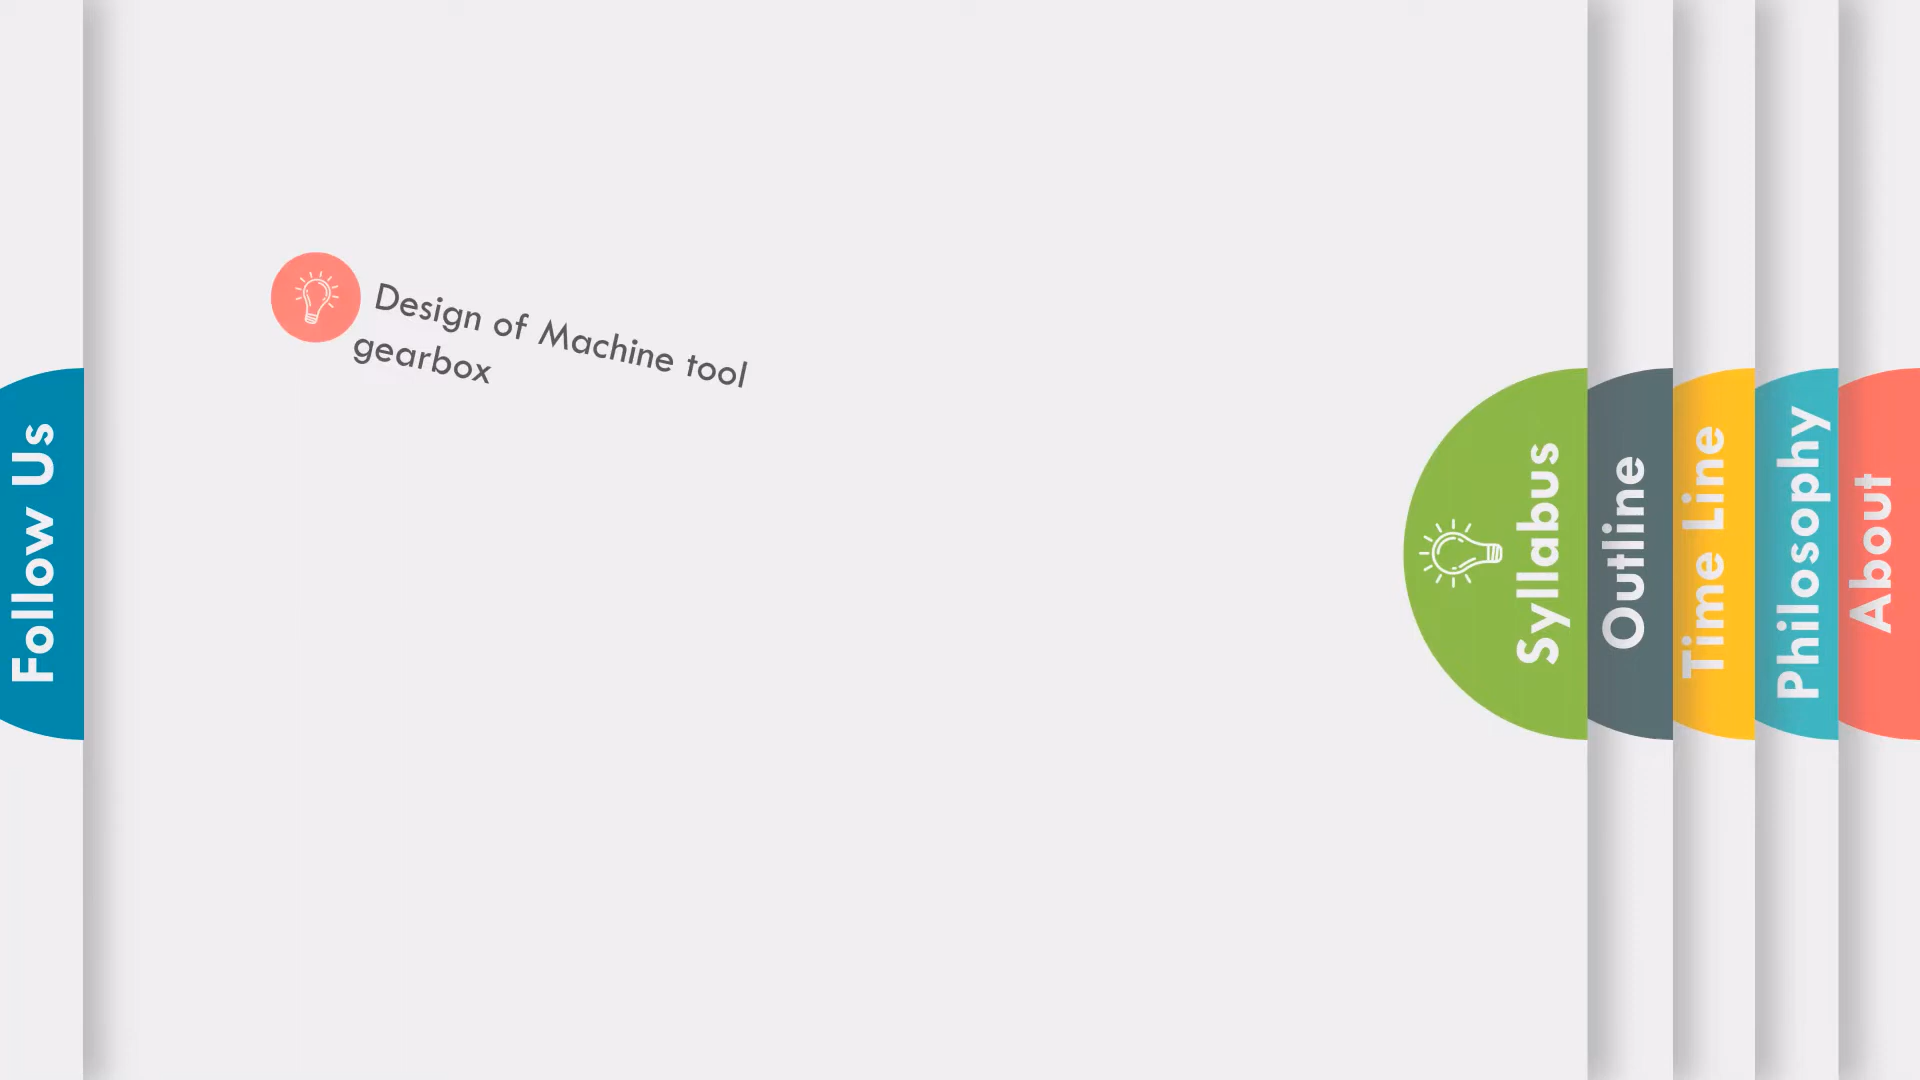 Design of Machine tool
gearbox
Follow Us
Syllabus
Outline
Time Line
Philosophy
About